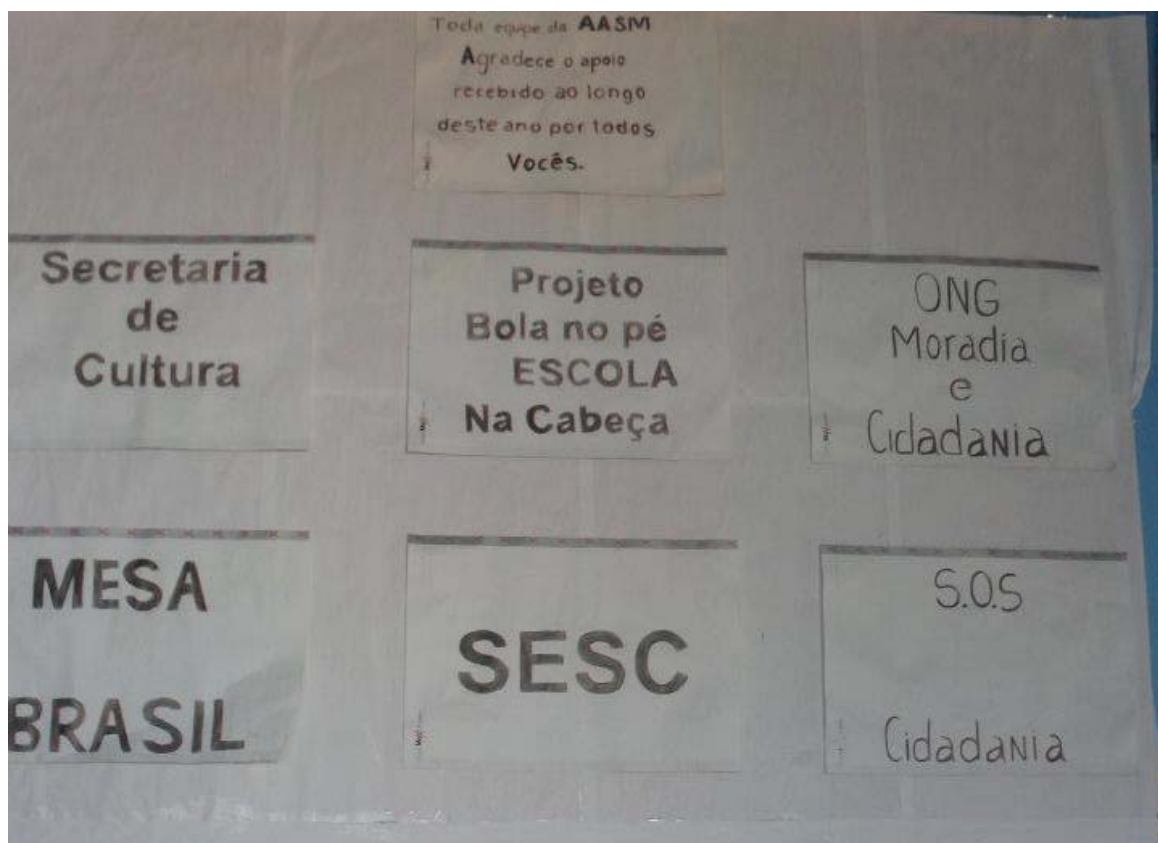 Toda equipe da AASM
Agradece o apoio
recebido ao longo
deste ano por todos
Vocês.
Secretaria
de
Cultura
Projeto
Bola no pé
ESCOLA
Na Cabeça
ONG
Moradia
e
Cidadania
MESA
BRASIL
SESC
S.O.S
Cidadania